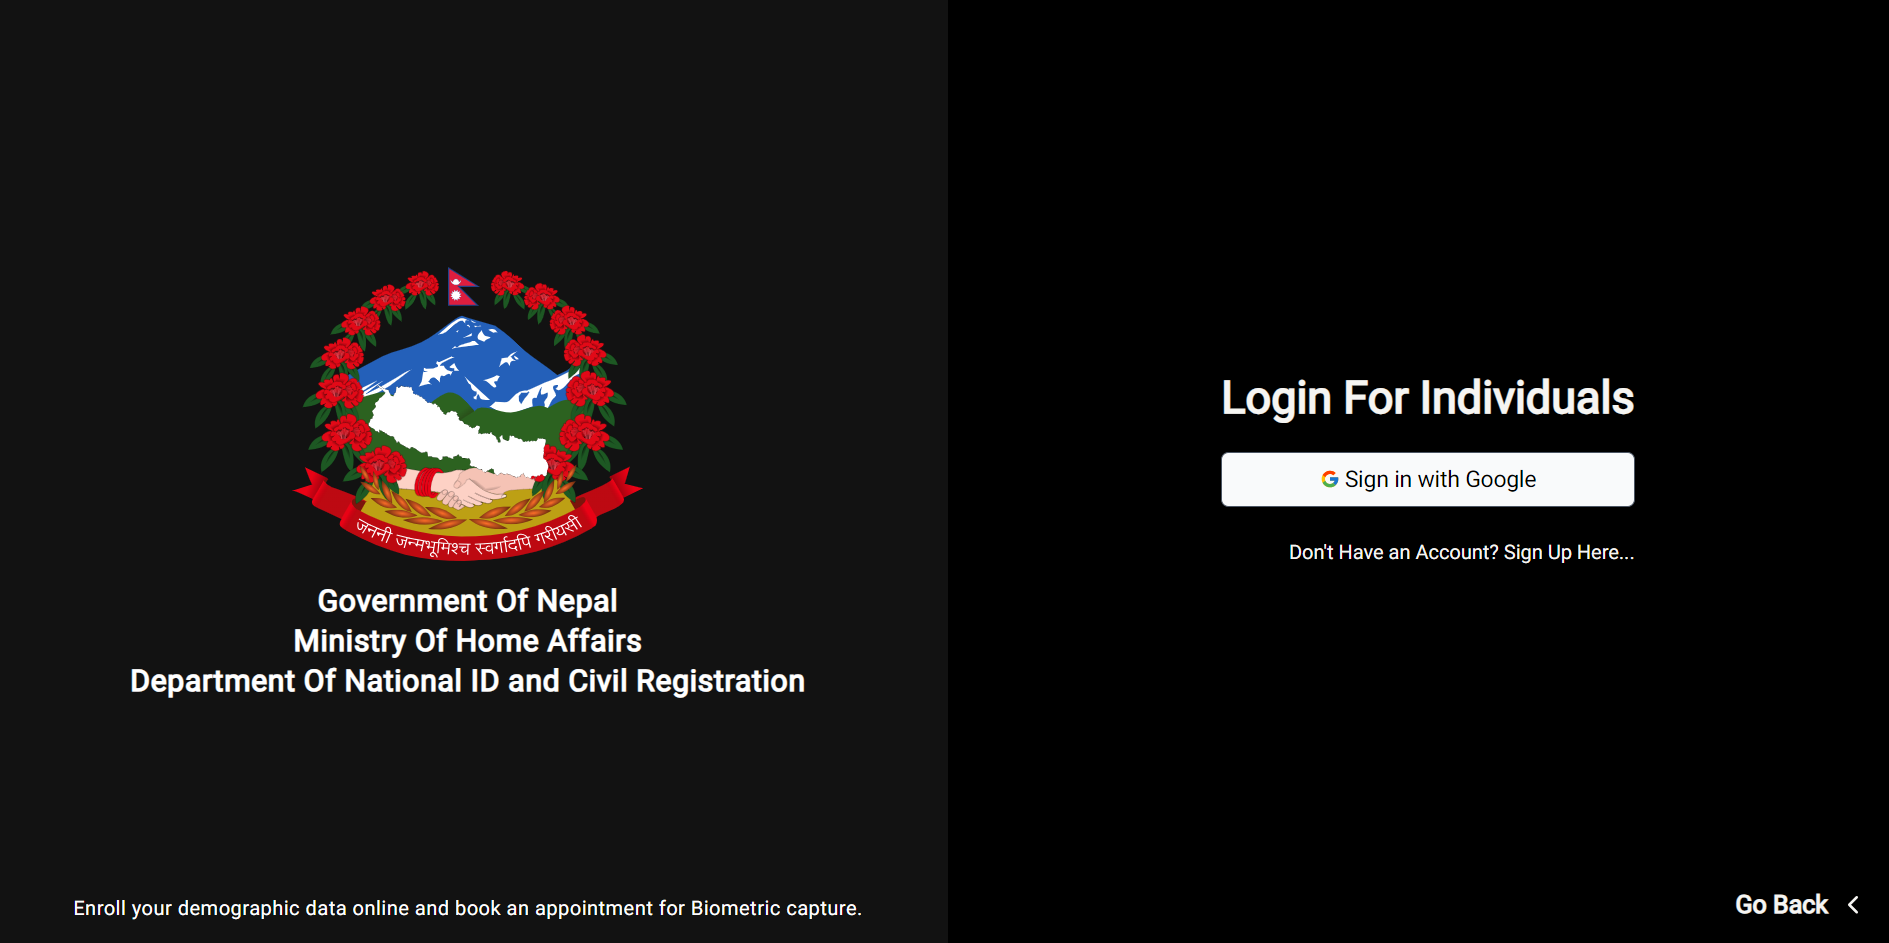 जननी जन्मभूमिश्च स्वर्गादपि गरीयसी
Government Of Nepal
Ministry Of Home Affairs
Department Of National ID and Civil Registration
Enroll your demographic data online and book an appointment for Biometric capture.
Login For Individuals
Sign in with Google
Don't Have an Account? Sign Up Here...
Go Back